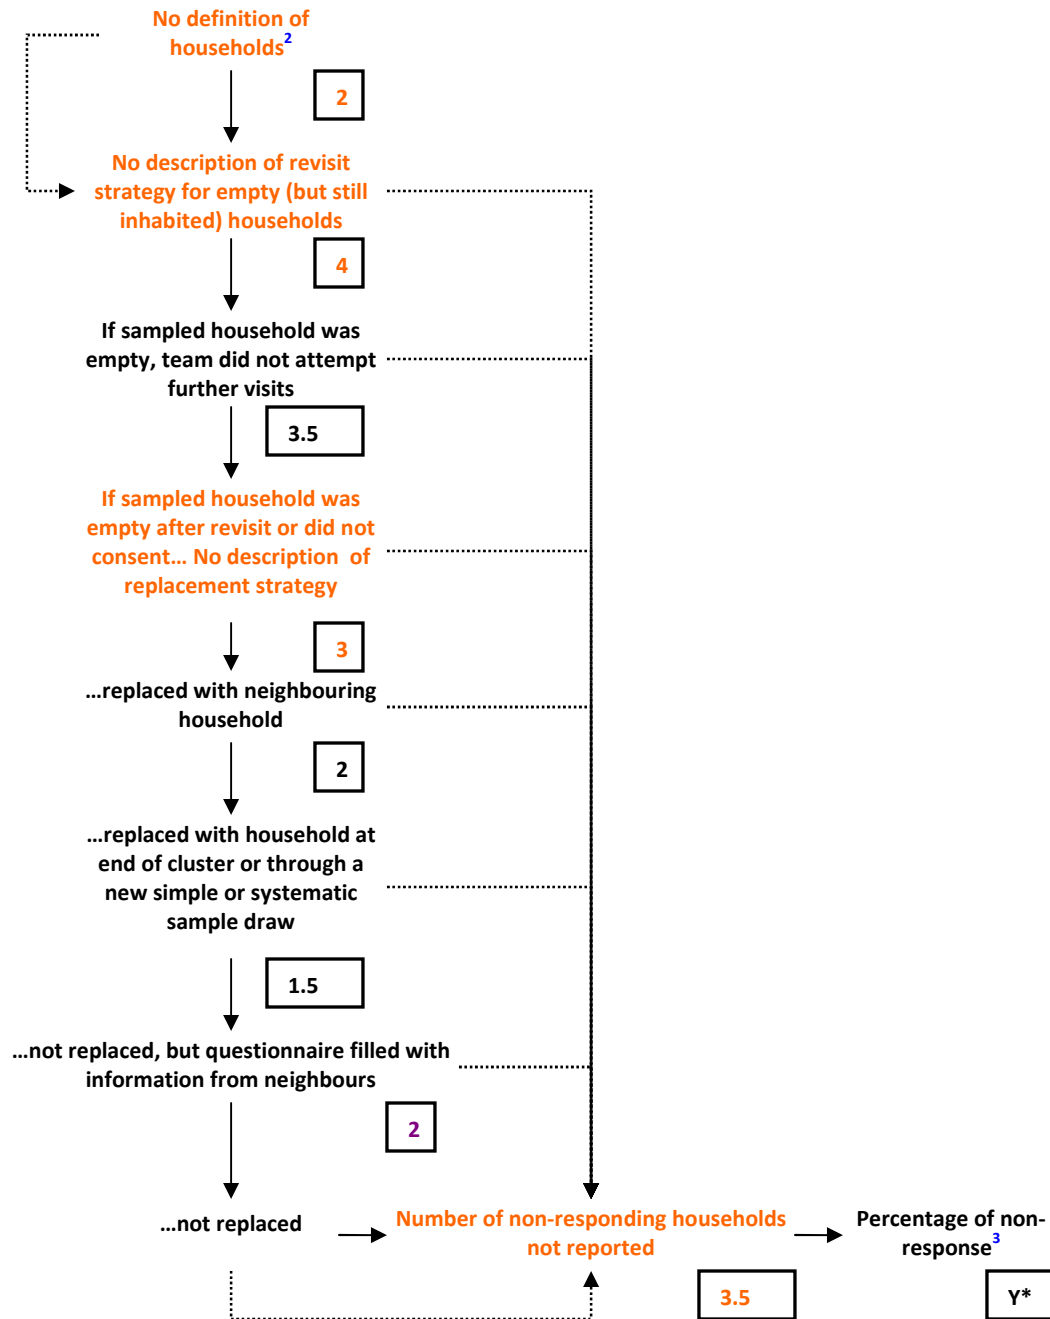 No definition of
households2
2
No description of revisit
strategy for empty (but still
inhabited) households
4
If sampled household was
empty, team did not attempt
further visits
3.5
If sampled household was
empty after revisit or did not
consent… No description of
replacement strategy
3
…replaced with neighbouring
household
2
…replaced with household at
end of cluster or through a
new simple or systematic
sample draw
1.5
…not replaced, but questionnaire filled with
information from neighbours
2
…not replaced
Number of non-responding households
not reported
3.5
Percentage of non-
response3
Y*